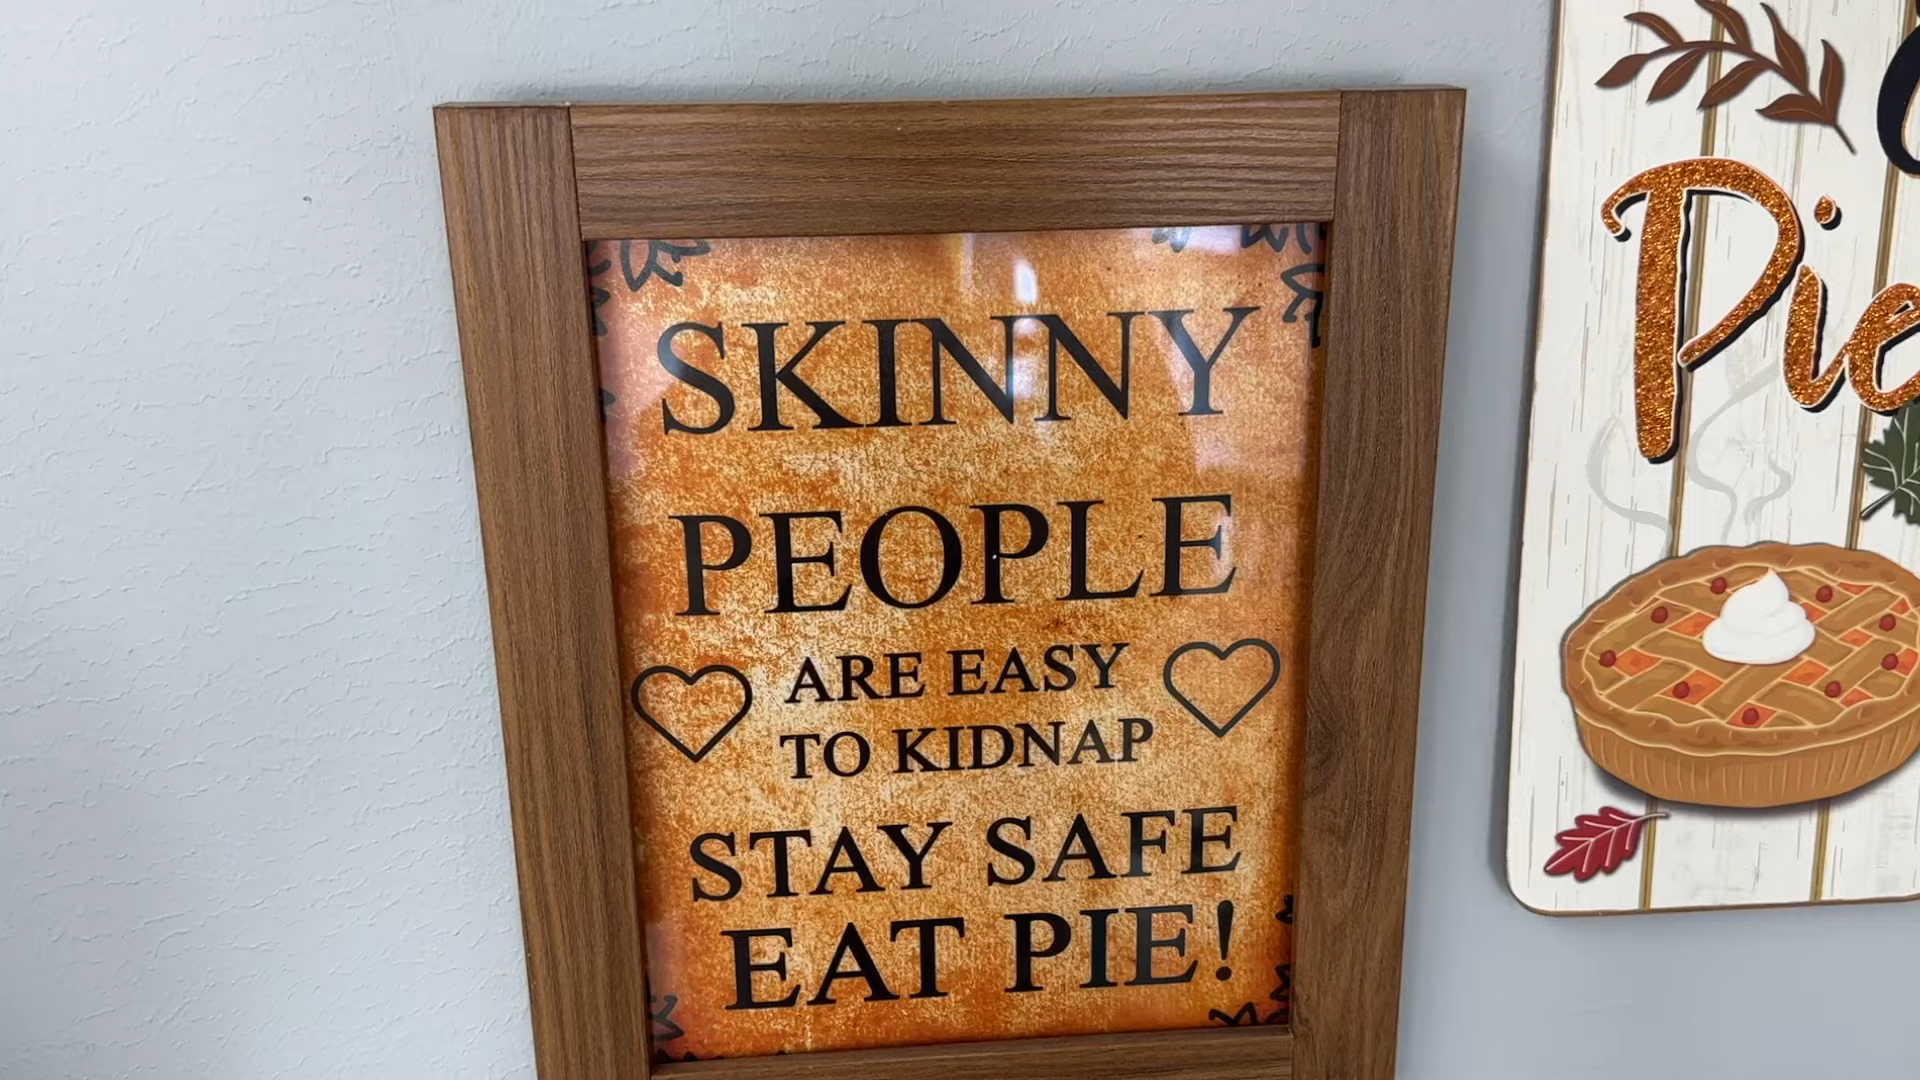 SKINNY
PEOPLE
ARE EASY
TO KIDNAP
STAY SAFE
EAT PIE!
Pie